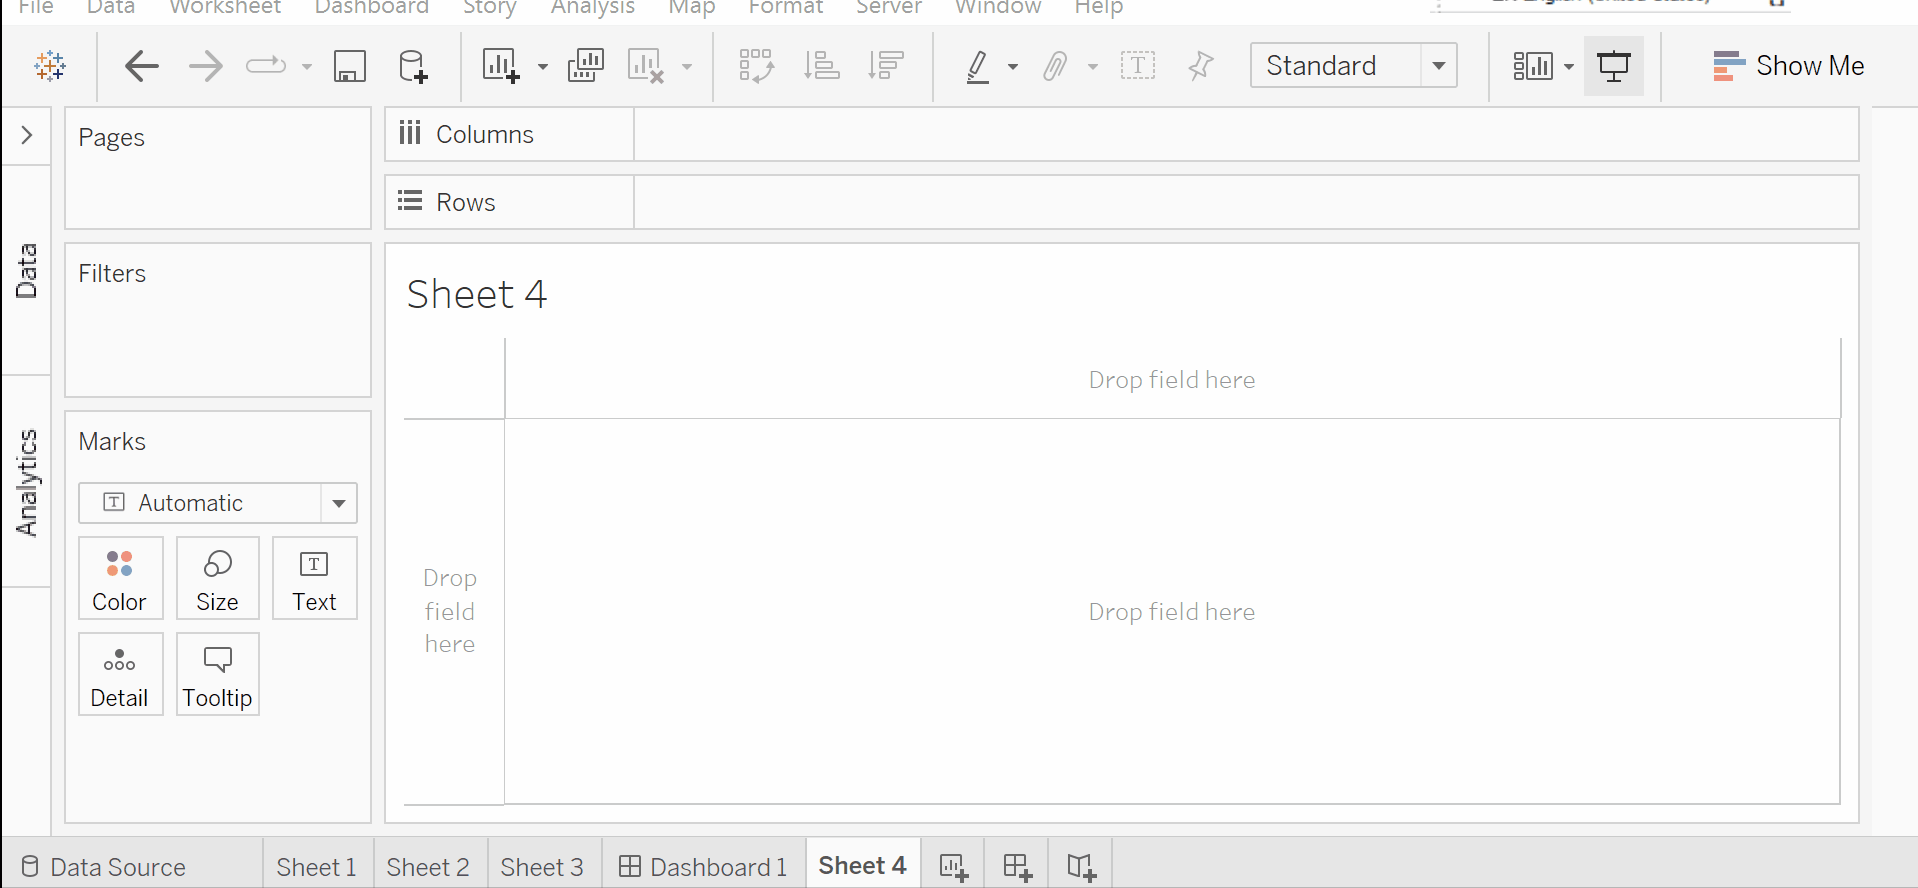 File Data Worksheet Dashboard Story Analysis Map Format Server Window Help
Standard
Show Me
Pages
Columns
Rows
Data
Filters
Sheet 4
Drop field here
Analytics
Marks
Automatic
Color Size Text
Detail Tooltip
Drop
field
here
Drop field here
Data Source Sheet 1 Sheet 2 Sheet 3 Dashboard 1 Sheet 4